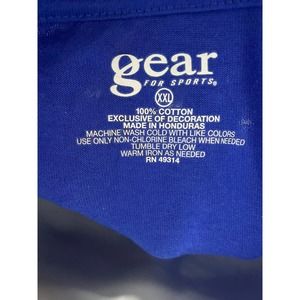 gear
FOR SPORTS®
XXL
100% COTTON
EXCLUSIVE OF DECORATION
MADE IN HONDURAS
MACHINE WASH COLD WITH LIKE COLORS
USE ONLY NON-CHLORINE BLEACH WHEN NEEDED
TUMBLE DRY LOW
WARM IRON AS NEEDED
RN 49314